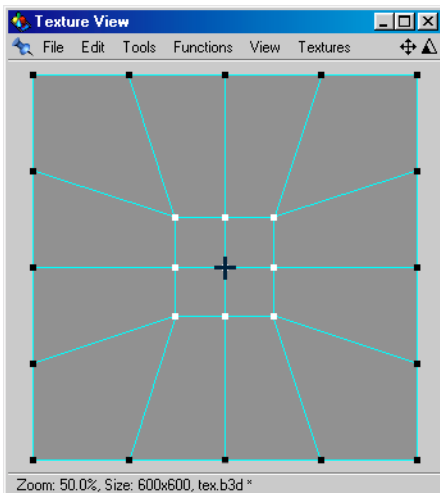 Texture View
File Edit Tools Functions View Textures
Zoom: 50.0%, Size: 600x600, tex.b3d *